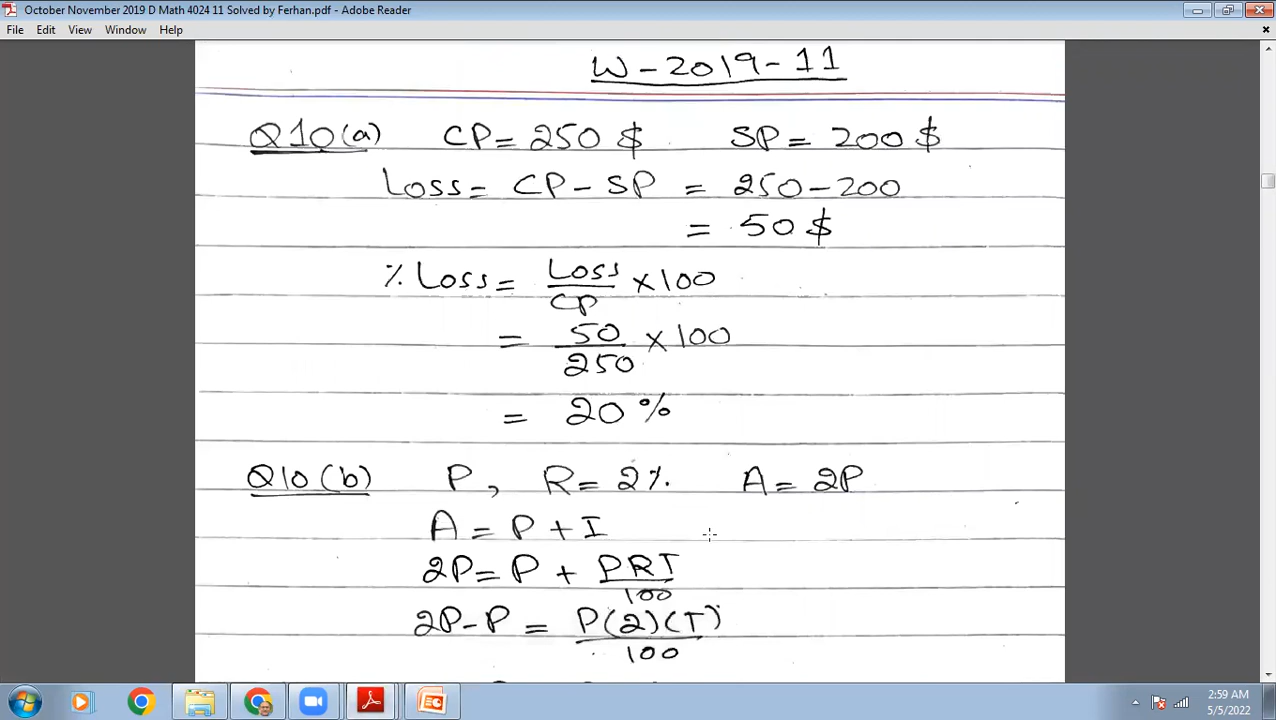 October November 2019 D Math 4024 11 Solved by Ferhan.pdf - Adobe Reader
File Edit View Window Help
W-2019-11
Q10(a) CP = 250 $ SP = 200 $
Loss = CP - SP = 250 - 200
= 50 $
% Loss = Loss/CP × 100
= 50/250 × 100
= 20 %
Q10(b) P, R = 2% A = 2P
A = P + I
2P = P + PRT/100
2P - P = P(2)(T)/100
2:59 AM
5/5/2022